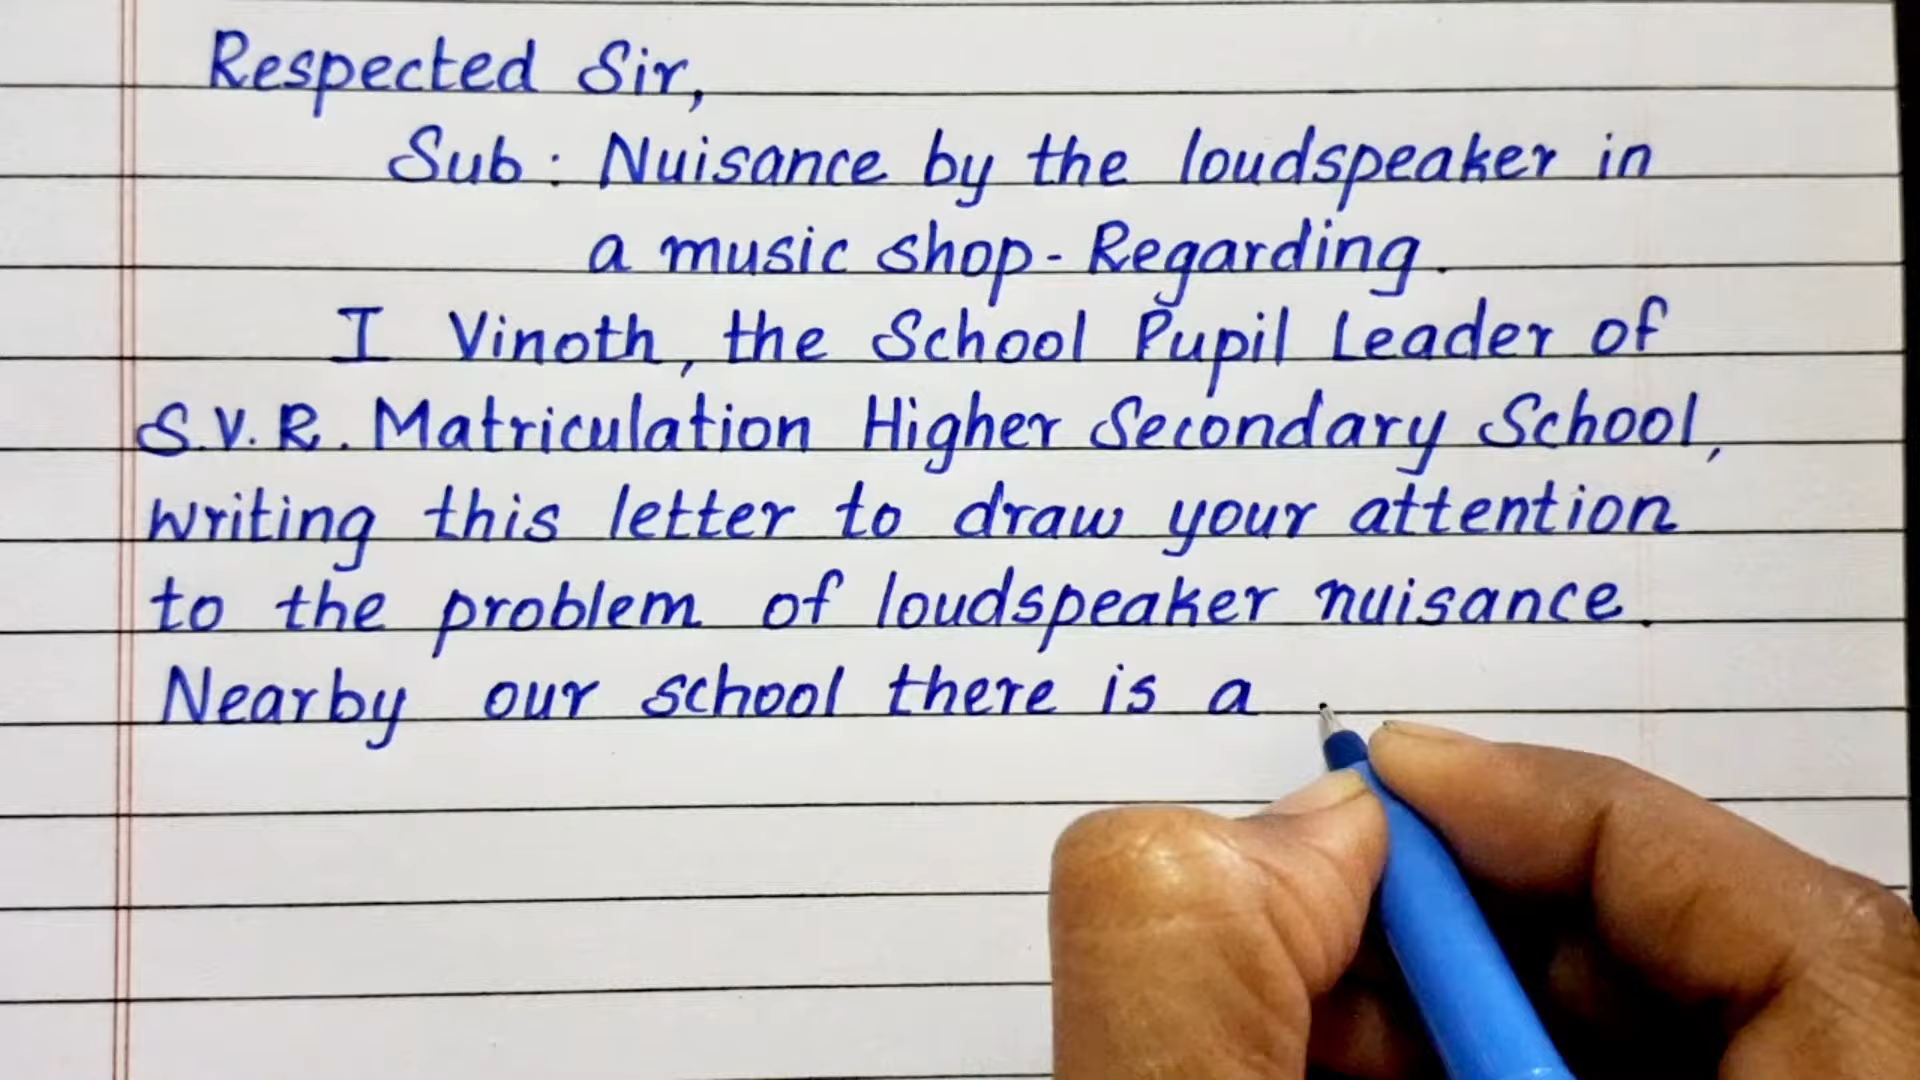 Respected Sir,
Sub : Nuisance by the loudspeaker in
a music shop - Regarding.
I Vinoth, the School Pupil Leader of
S.V.R. Matriculation Higher Secondary School,
writing this letter to draw your attention
to the problem of loudspeaker nuisance.
Nearby our school there is a